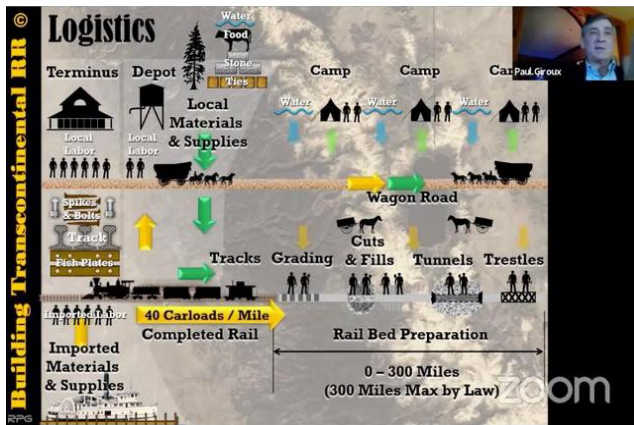 Building Transcontinental RR ©
Logistics
Water
Food
Stone
Ties
Terminus
Depot
Camp
Camp
Cam
Paul Giroux
Local
Labor
Local
Labor
Local
Materials
& Supplies
Water
Water
Water
Wagon Road
Spikes
& Bolts
Track
Fish Plates
Tracks
Grading
Cuts
& Fills
Tunnels
Trestles
Imported Labor
40 Carloads / Mile
Completed Rail
Rail Bed Preparation
Imported
Materials
& Supplies
0 – 300 Miles
(300 Miles Max by Law)
zoom
RPG